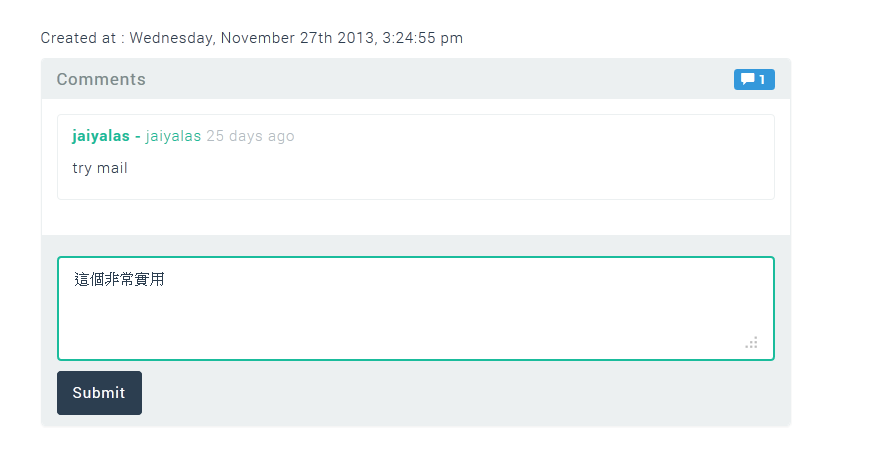 Created at : Wednesday, November 27th 2013, 3:24:55 pm
Comments 1
jaiyalas - jaiyalas 25 days ago
try mail
這個非常實用
Submit